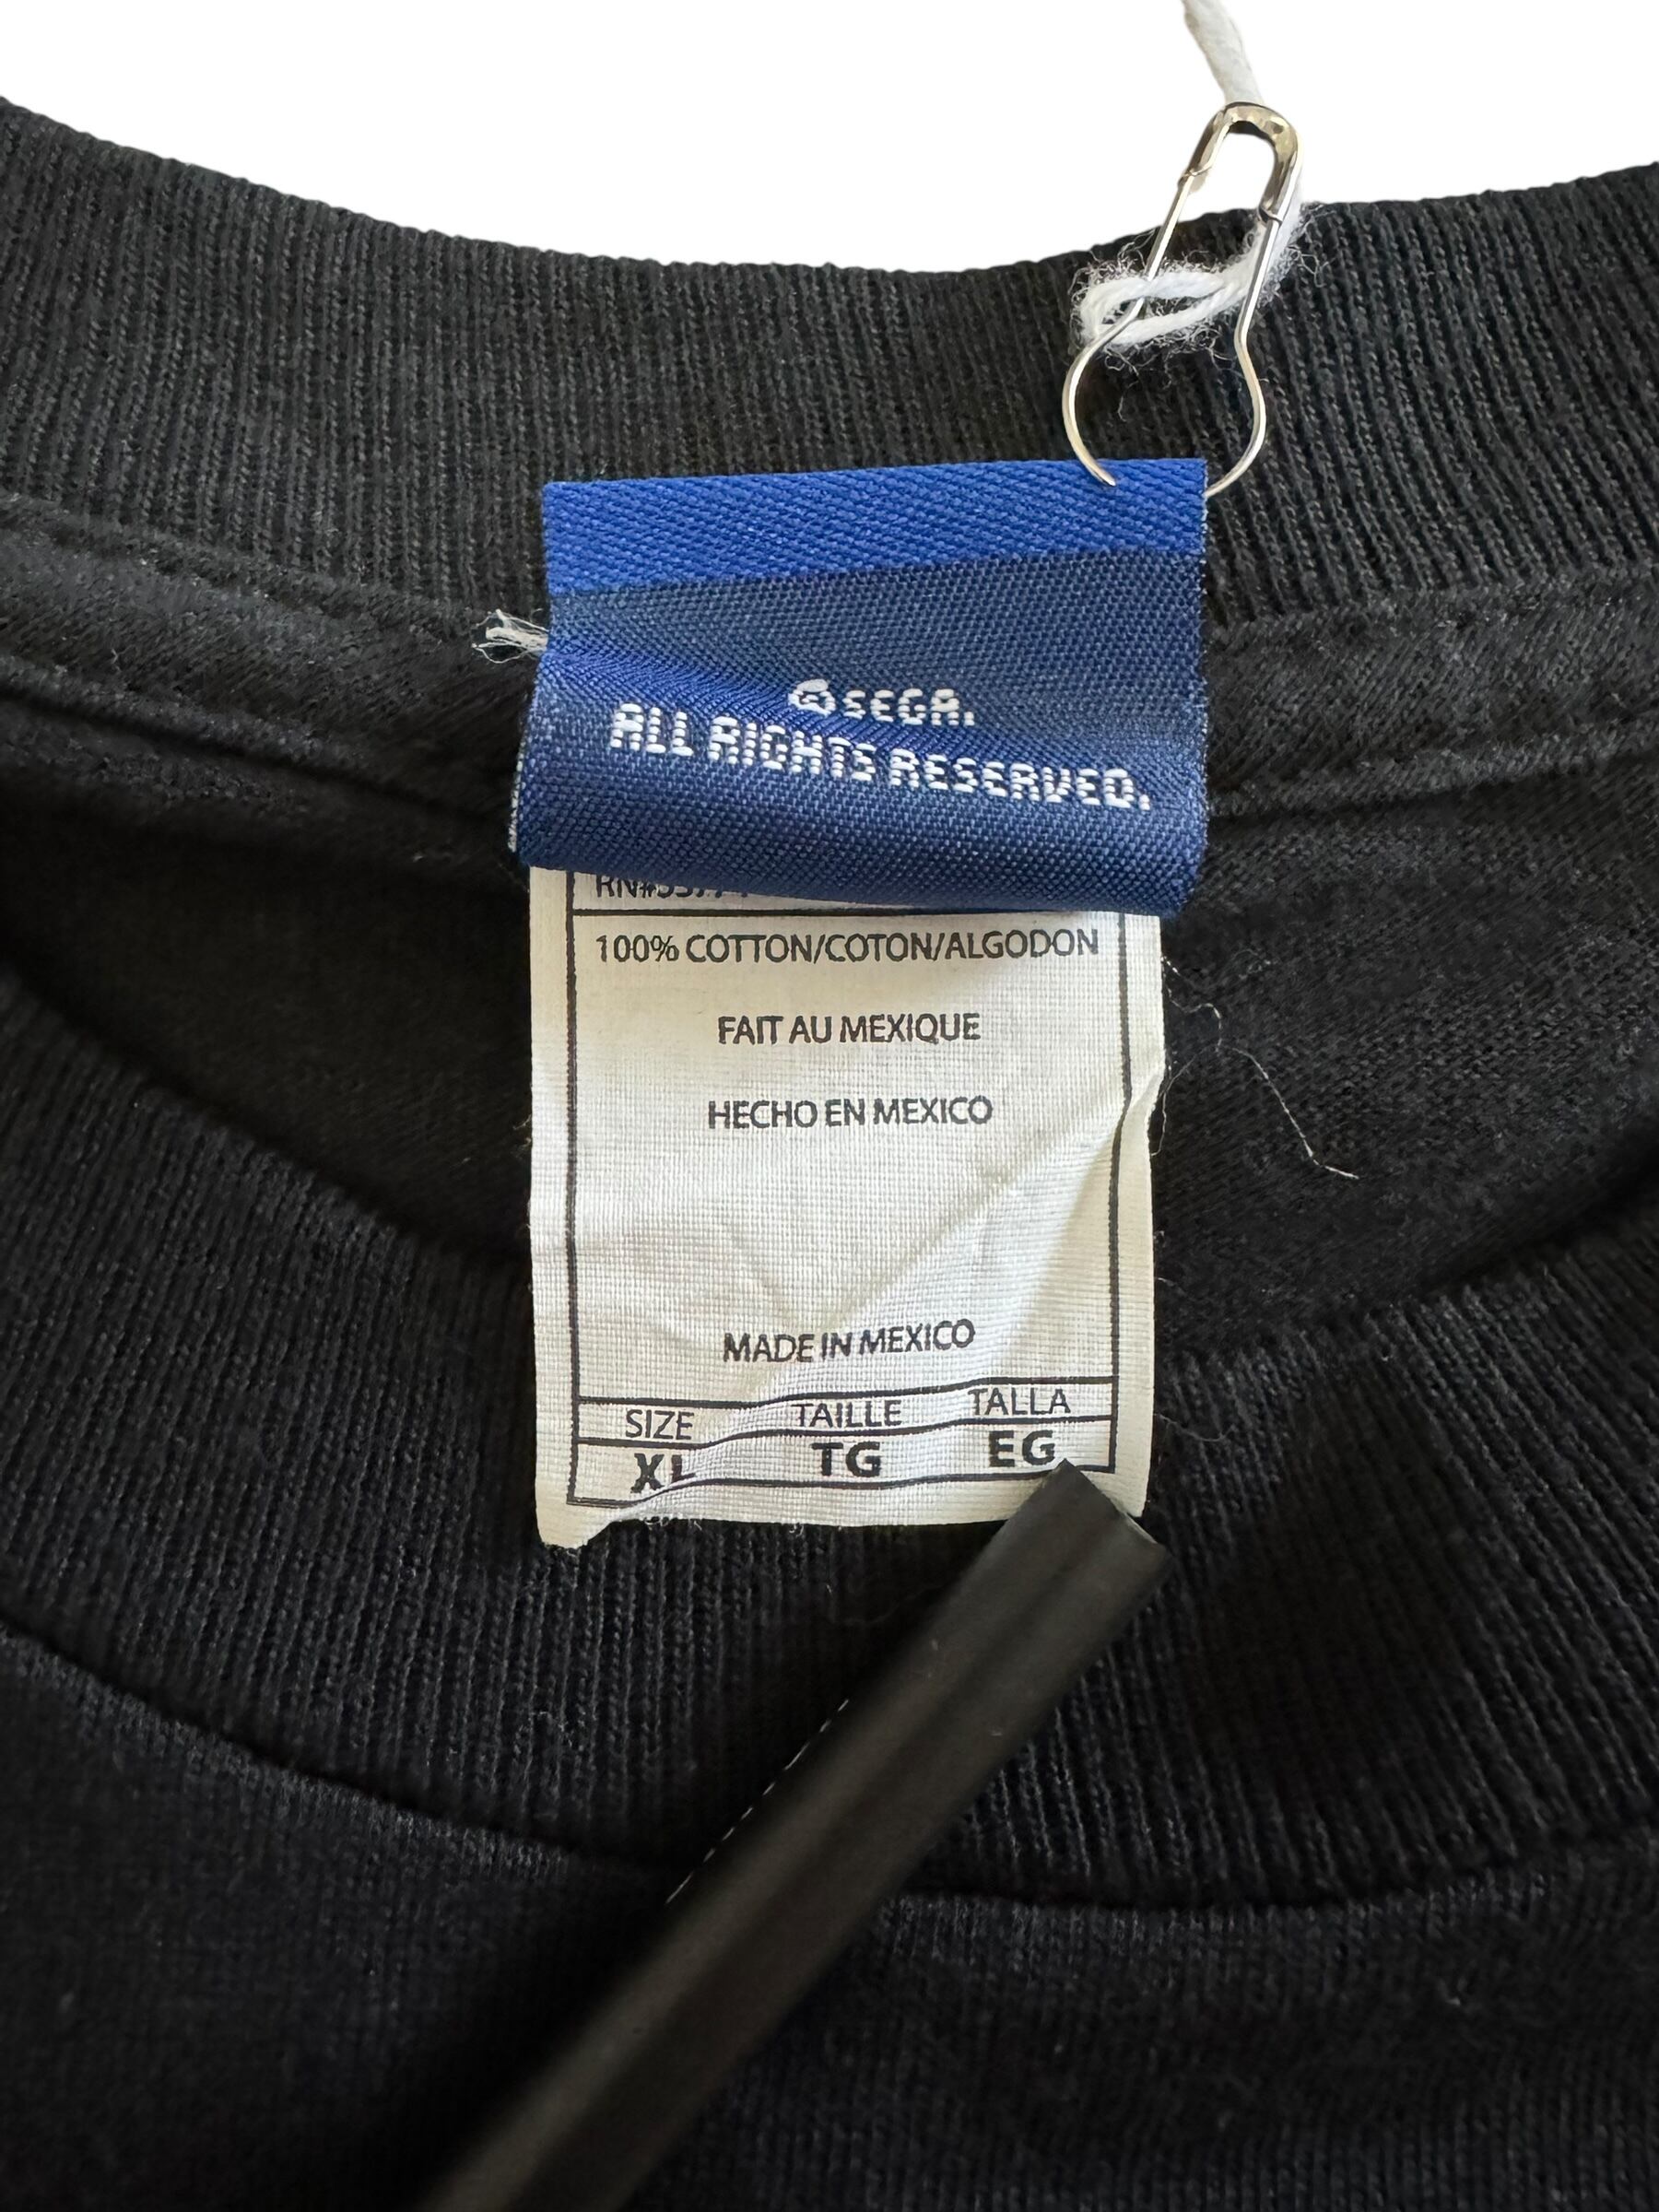 ©SEGA.
ALL RIGHTS RESERVED.
100% COTTON/COTON/ALGODON
FAIT AU MEXIQUE
HECHO EN MEXICO
MADE IN MEXICO
SIZE TAILLE TALLA
XL TG EG